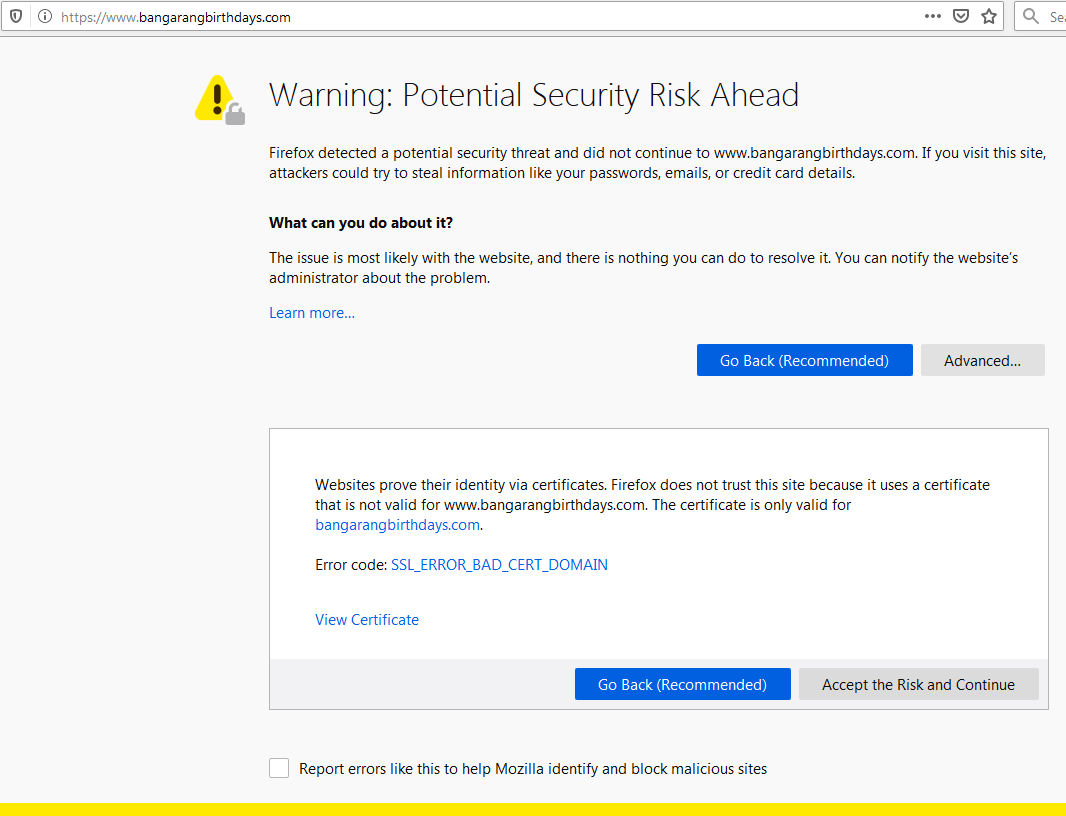 https://www.bangarangbirthdays.com
Warning: Potential Security Risk Ahead
Firefox detected a potential security threat and did not continue to www.bangarangbirthdays.com. If you visit this site,
attackers could try to steal information like your passwords, emails, or credit card details.
What can you do about it?
The issue is most likely with the website, and there is nothing you can do to resolve it. You can notify the website’s
administrator about the problem.
Learn more…
Go Back (Recommended)
Advanced...
Websites prove their identity via certificates. Firefox does not trust this site because it uses a certificate
that is not valid for www.bangarangbirthdays.com. The certificate is only valid for
bangarangbirthdays.com.
Error code: SSL_ERROR_BAD_CERT_DOMAIN
View Certificate
Go Back (Recommended)
Accept the Risk and Continue
Report errors like this to help Mozilla identify and block malicious sites